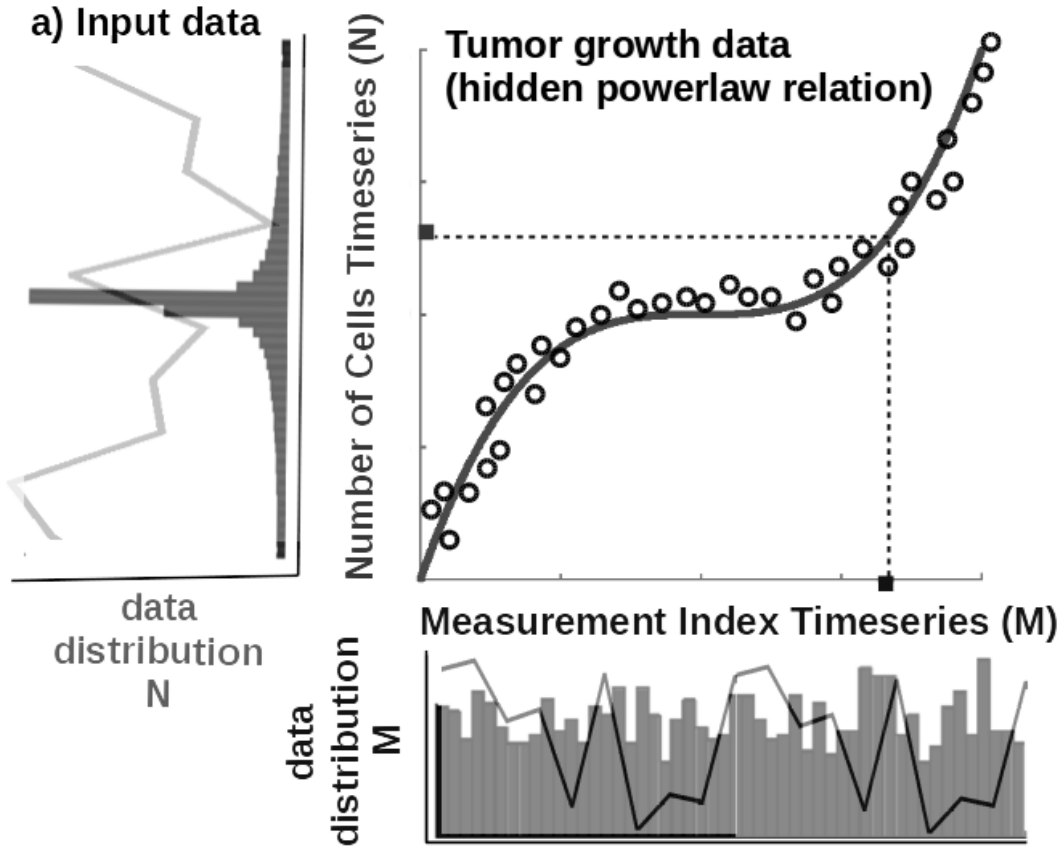 a) Input data
Tumor growth data
(hidden powerlaw relation)
Number of Cells Timeseries (N)
data
distribution
N
Measurement Index Timeseries (M)
data
distribution
M